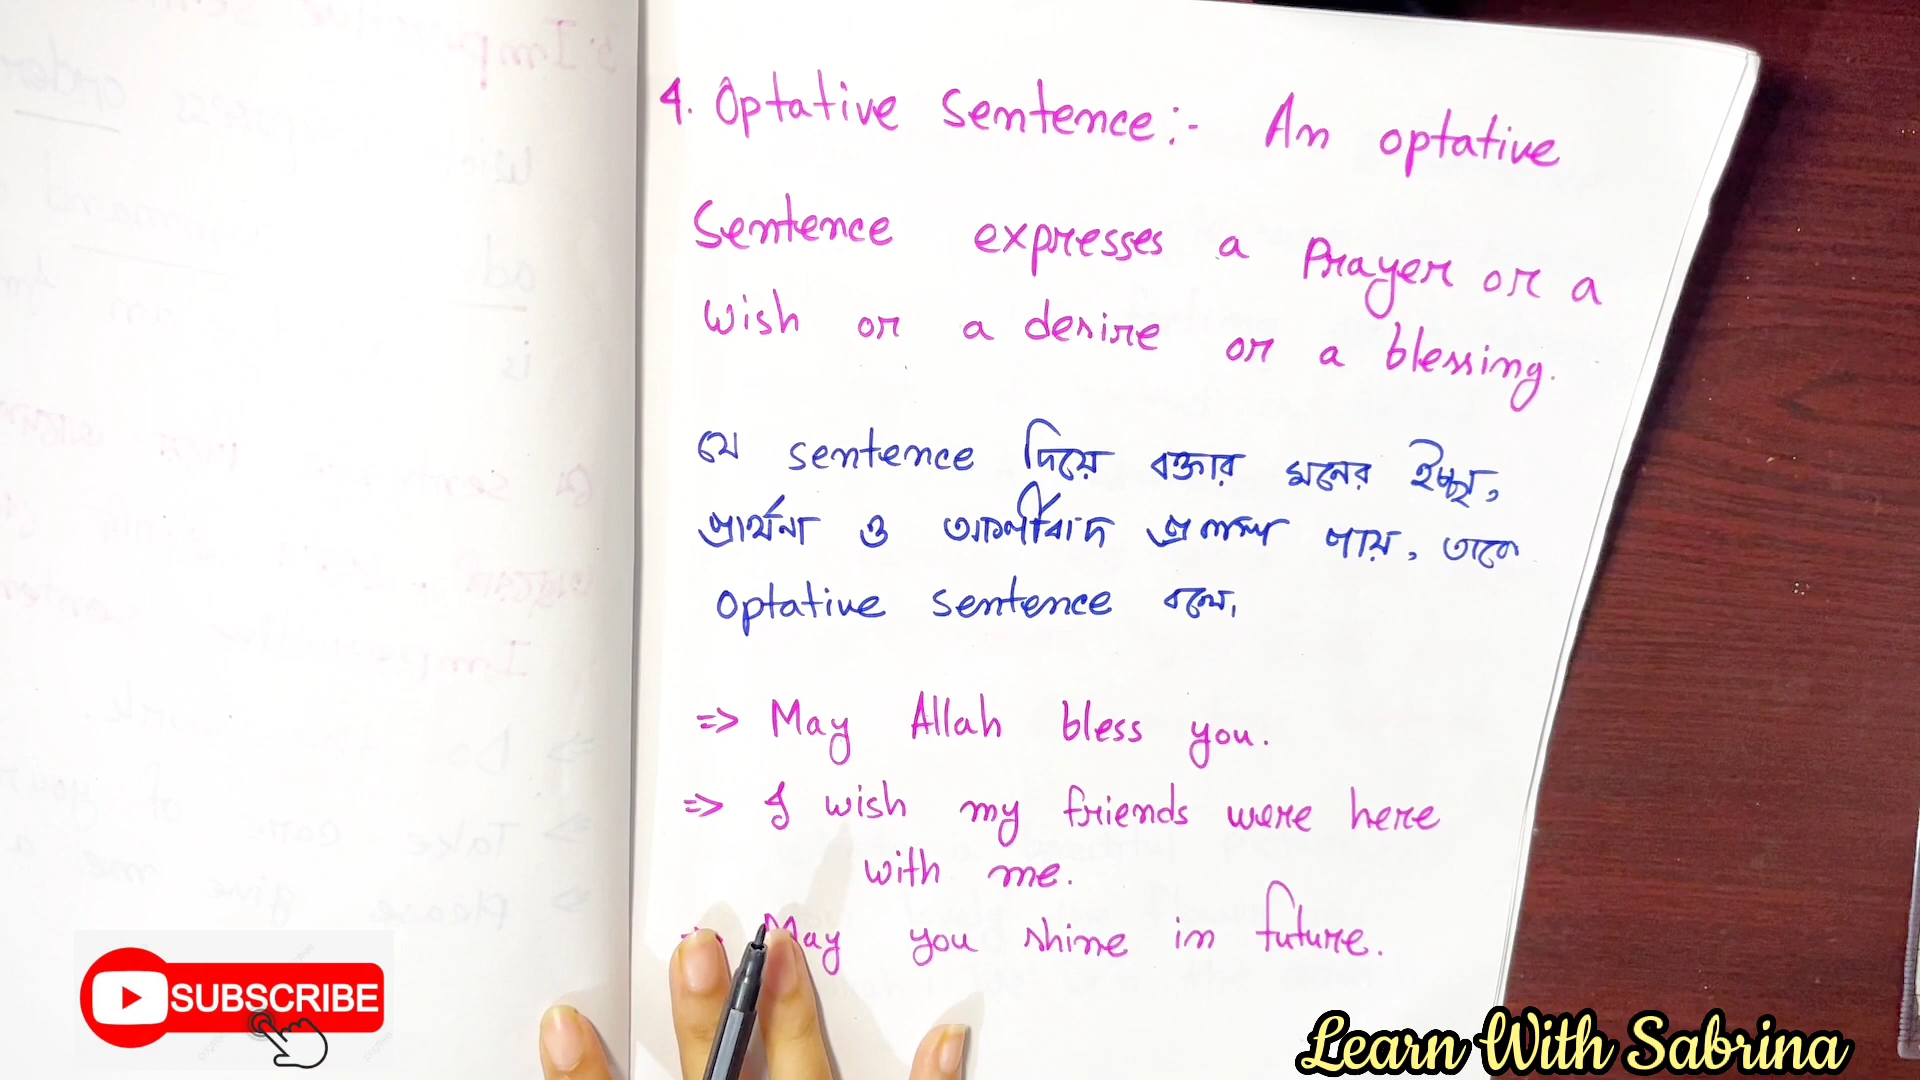 4. Optative Sentence:- An optative
Sentence expresses a Prayer or a
wish or a desire or a blessing.
যে sentence দিয়ে বক্তার মনের ইচ্ছা,
প্রার্থনা ও আশীর্বাদ প্রকাশ পায়, তাকে
Optative sentence বলে।
=> May Allah bless you.
=> I wish my friends were here
with me.
=> May you shine in future.
SUBSCRIBE
Learn With Sabrina